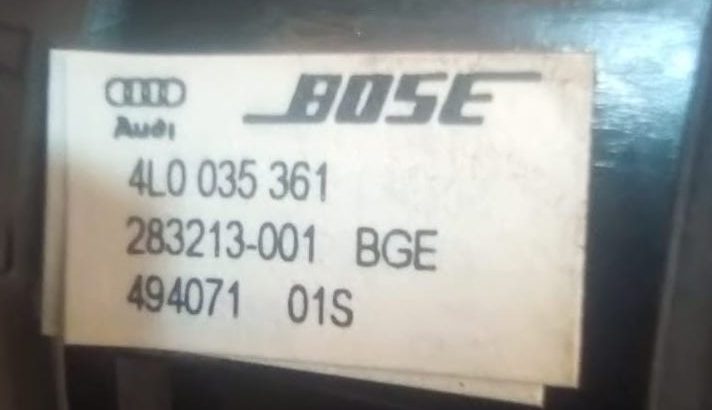 BOSE
Audi
4L0 035 361
283213-001 BGE
494071 01S